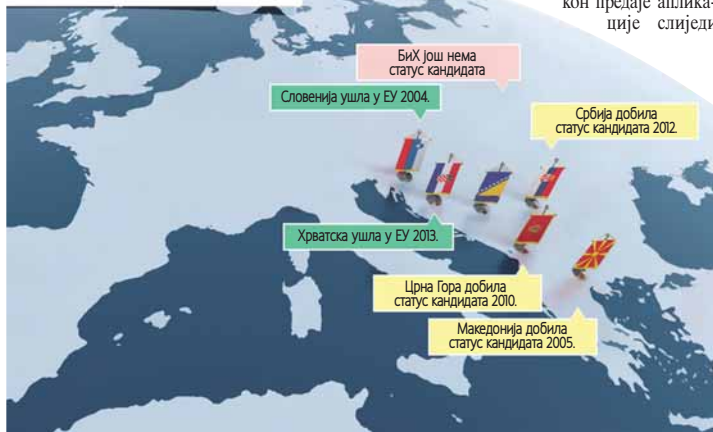 кон предаје аплика-
ције слиједи
БиХ још нема
статус кандидата
Словенија ушла у ЕУ 2004.
Србија добила
статус кандидата 2012.
Хрватска ушла у ЕУ 2013.
Црна Гора добила
статус кандидата 2010.
Македонија добила
статус кандидата 2005.